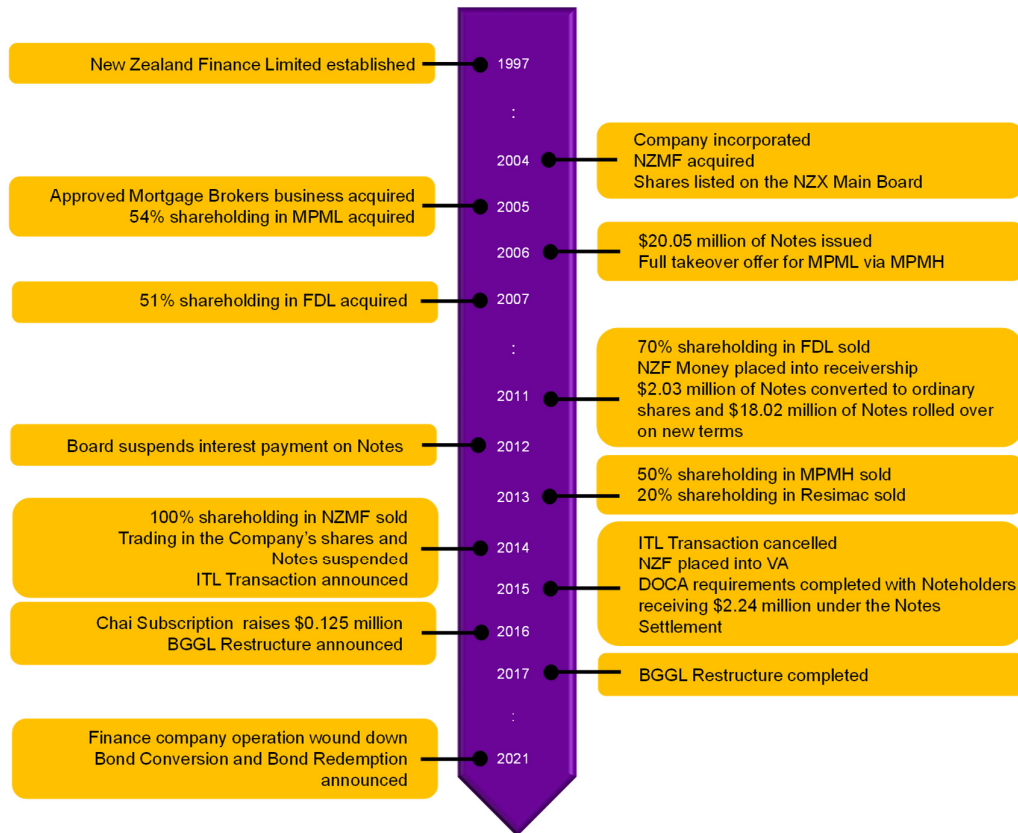 New Zealand Finance Limited established
1997
:
2004
Company incorporated
NZMF acquired
Shares listed on the NZX Main Board
Approved Mortgage Brokers business acquired
54% shareholding in MPML acquired
2005
2006
$20.05 million of Notes issued
Full takeover offer for MPML via MPMH
51% shareholding in FDL acquired
2007
:
2011
70% shareholding in FDL sold
NZF Money placed into receivership
$2.03 million of Notes converted to ordinary
shares and $18.02 million of Notes rolled over
on new terms
Board suspends interest payment on Notes
2012
2013
50% shareholding in MPMH sold
20% shareholding in Resimac sold
100% shareholding in NZMF sold
Trading in the Company's shares and
Notes suspended
ITL Transaction announced
2014
2015
ITL Transaction cancelled
NZF placed into VA
DOCA requirements completed with Noteholders
receiving $2.24 million under the Notes
Settlement
Chai Subscription raises $0.125 million
BGGL Restructure announced
2016
2017
BGGL Restructure completed
:
Finance company operation wound down
Bond Conversion and Bond Redemption
announced
2021